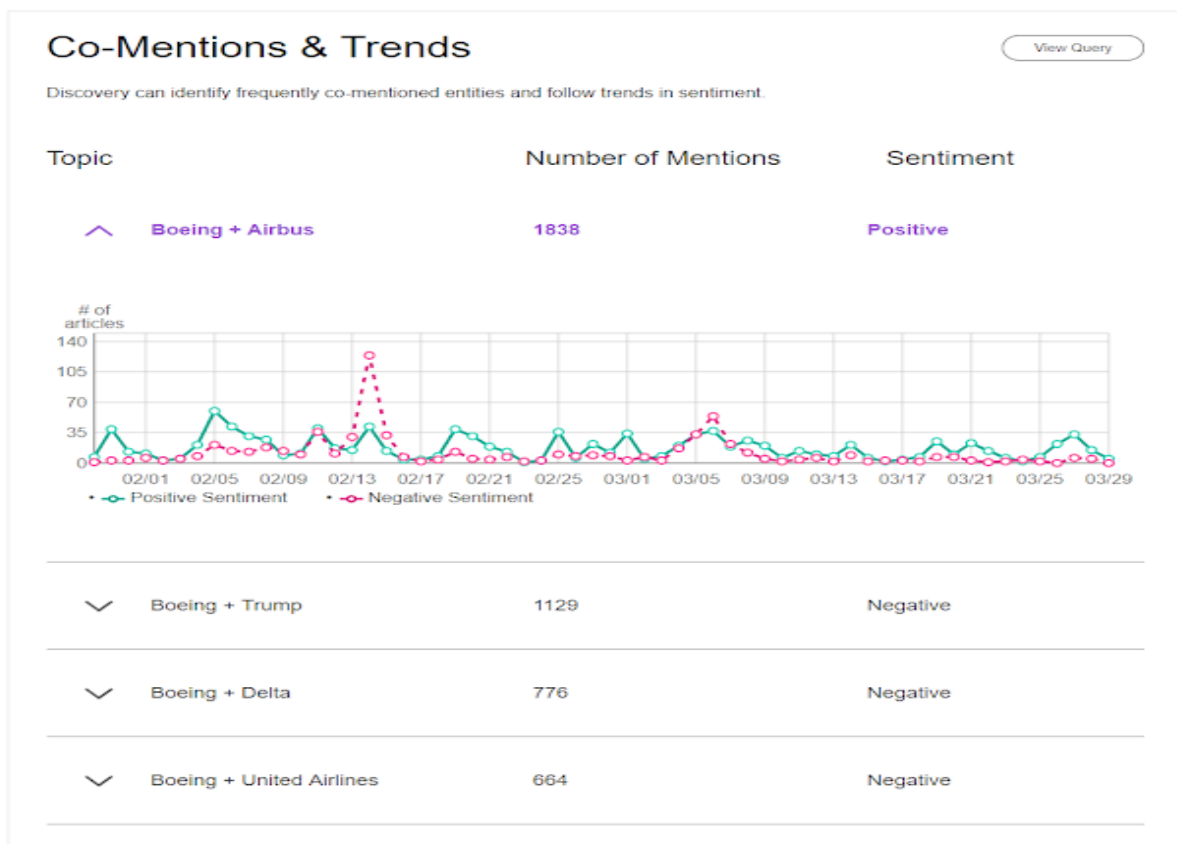 Co-Mentions & Trends
View Query
Discovery can identify frequently co-mentioned entities and follow trends in sentiment.
Topic Number of Mentions Sentiment
Boeing + Airbus 1838 Positive
# of
articles
140
105
70
35
0
02/01 02/05 02/09 02/13 02/17 02/21 02/25 03/01 03/05 03/09 03/13 03/17 03/21 03/25 03/29
• Positive Sentiment • Negative Sentiment
Boeing + Trump 1129 Negative
Boeing + Delta 776 Negative
Boeing + United Airlines 664 Negative